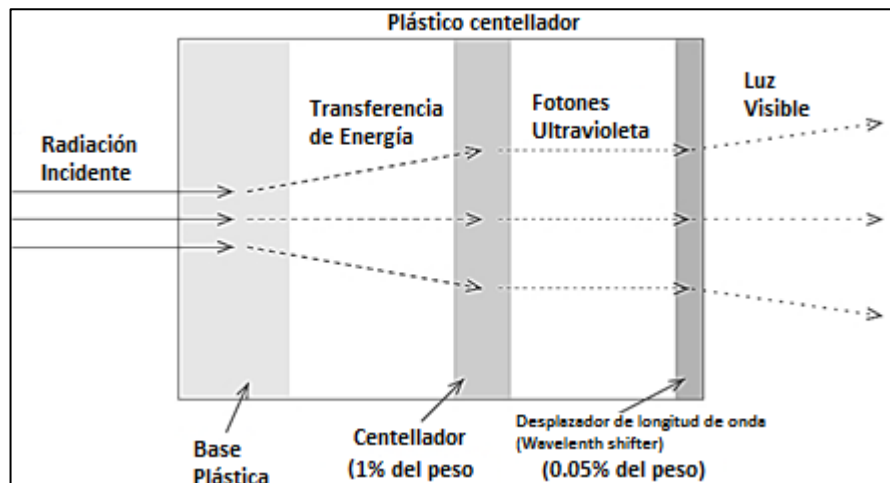 Plástico centellador
Radiación
Incidente
Transferencia
de Energía
Fotones
Ultravioleta
Luz
Visible
Base
Plástica
Centellador
(1% del peso
Desplazador de longitud de onda
(Wavelenth shifter)
(0.05% del peso)